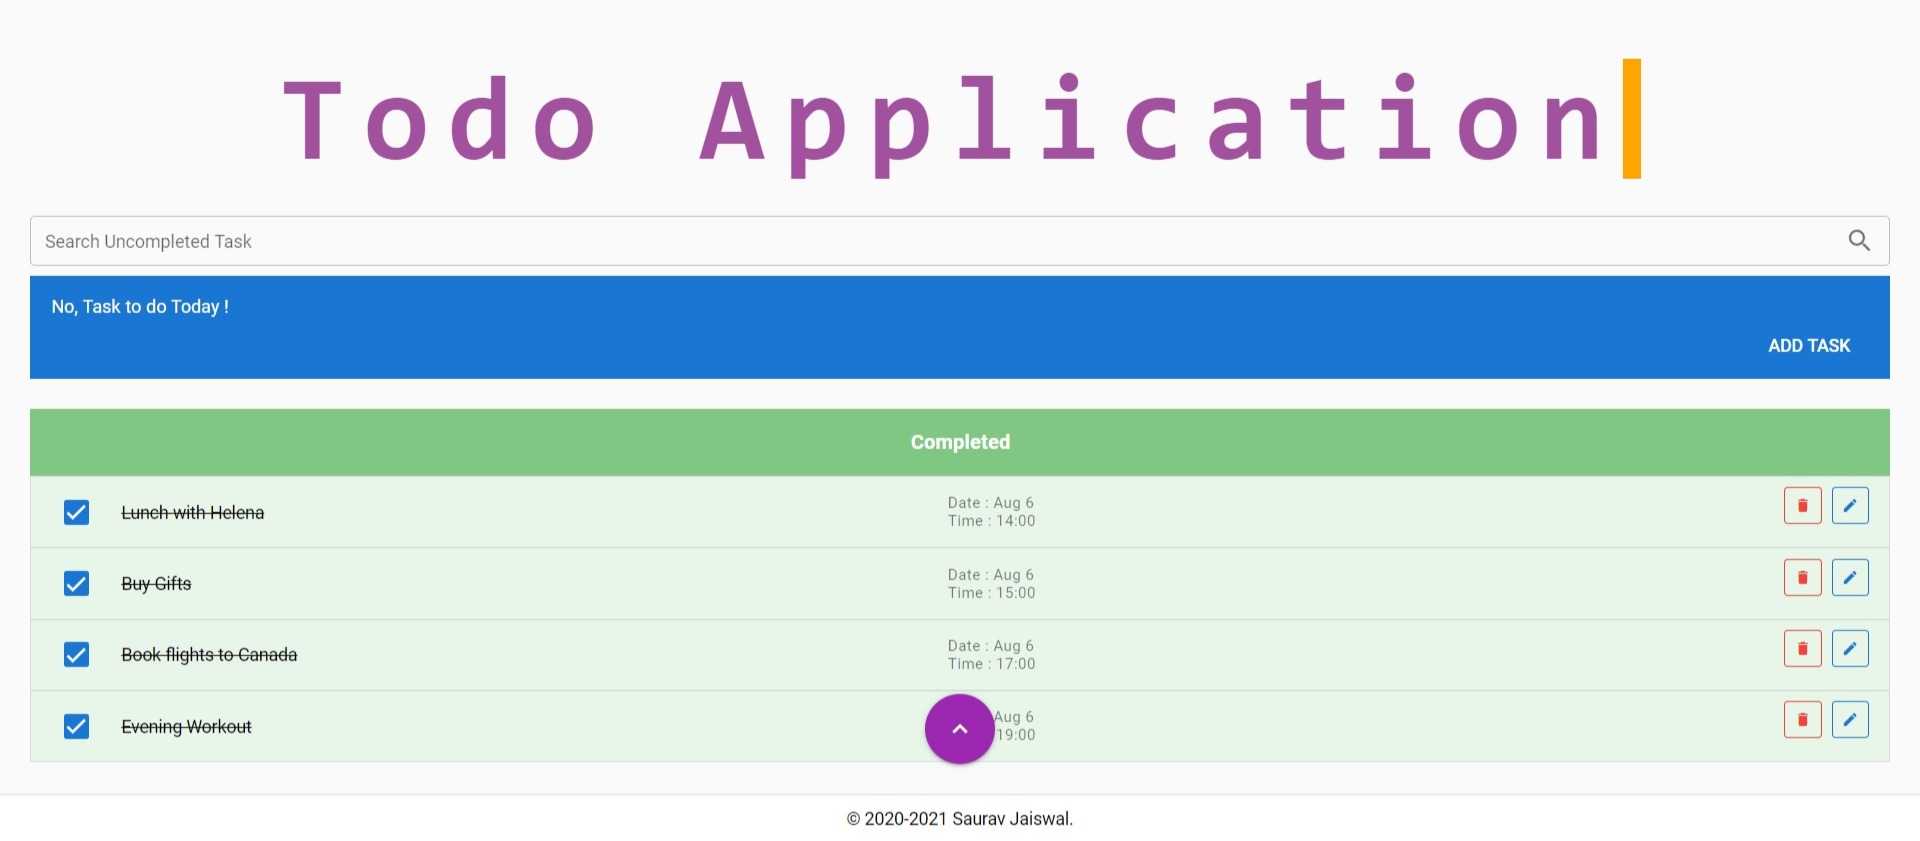 Todo Application
Search Uncompleted Task
No, Task to do Today !
ADD TASK
Completed
Lunch with Helena
Date : Aug 6
Time : 14:00
Buy Gifts
Date : Aug 6
Time : 15:00
Book flights to Canada
Date : Aug 6
Time : 17:00
Evening Workout
Aug 6
19:00
© 2020-2021 Saurav Jaiswal.